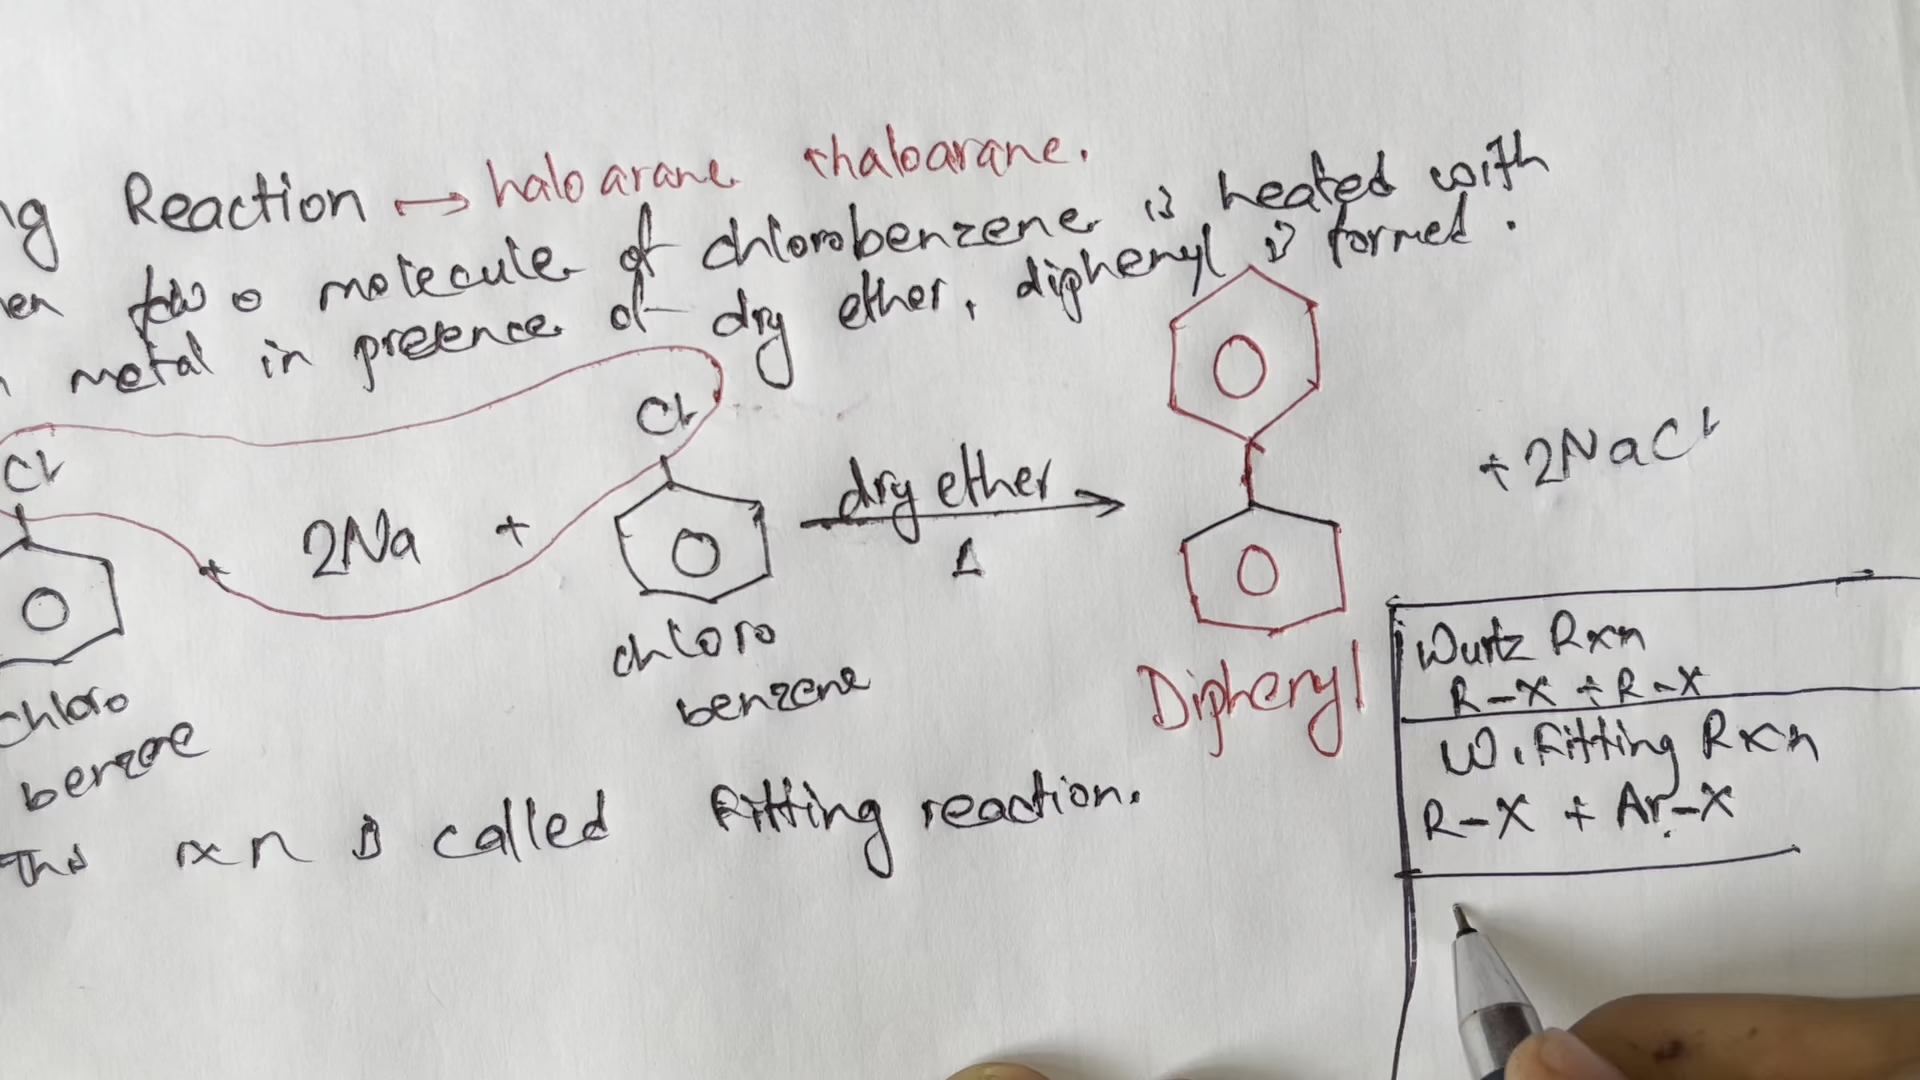 ng Reaction → haloarane + haloarane.
en two molecule of chlorobenzene is heated with
metal in presence of dry ether, diphenyl is formed.
Cl
Cl
+ 2Na + dry ether
Δ
+ 2NaCl
chloro
benzene
chloro
benzene
Diphenyl
This rxn is called Fitting reaction.
Wurtz Rxn
R-X + R-X
W. Fitting Rxn
R-X + Ar-X